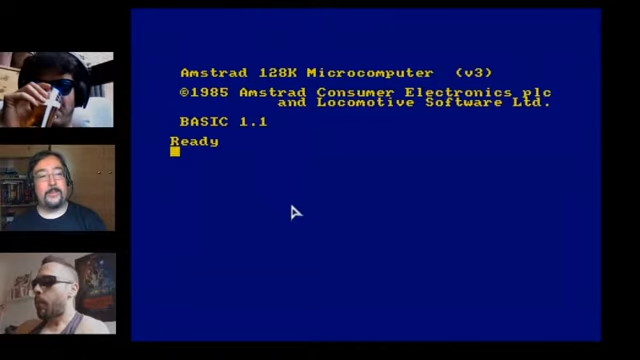 Amstrad 128K Microcomputer (v3)
©1985 Amstrad Consumer Electronics plc
and Locomotive Software Ltd.
BASIC 1.1
Ready